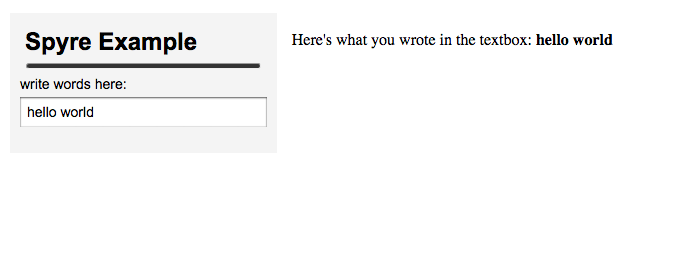 Spyre Example
write words here:
hello world
Here's what you wrote in the textbox: hello world